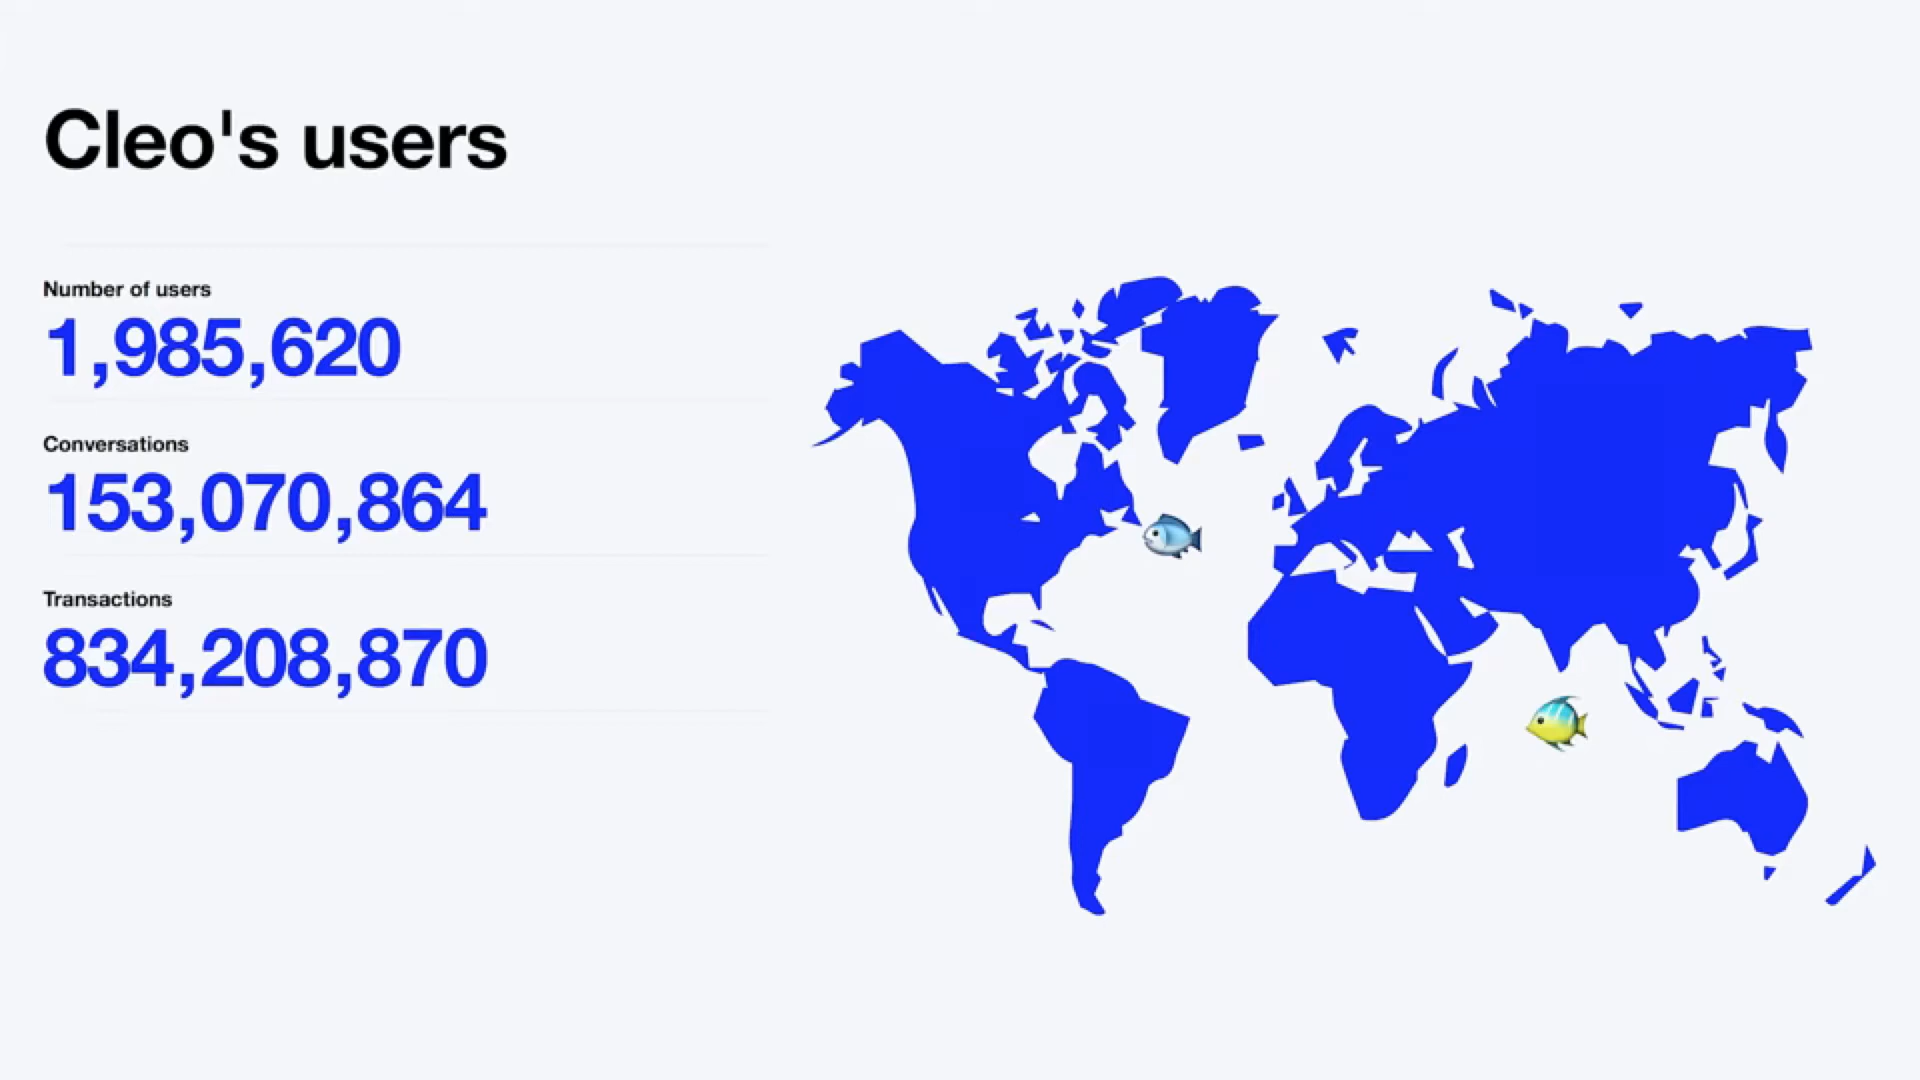 Cleo's users
Number of users
1,985,620
Conversations
153,070,864
Transactions
834,208,870